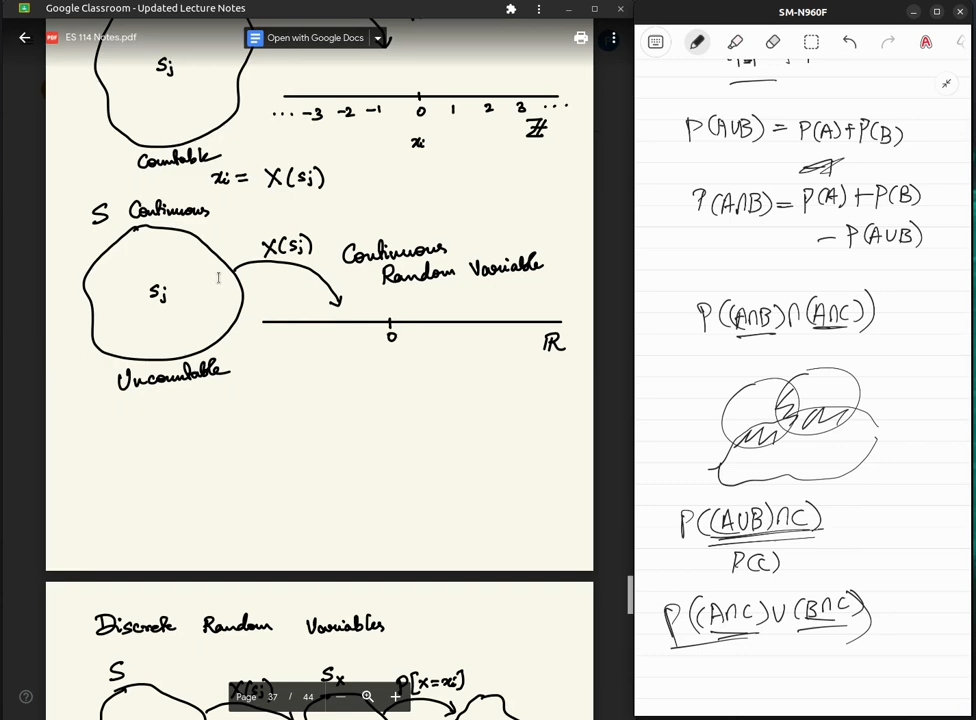 Google Classroom - Updated Lecture Notes
PDF ES 114 Notes.pdf
Open with Google Docs
sj
... -3 -2 -1 0 1 2 3 ...
Z
xi
Countable
xi = X(sj)
S Continuous
X(sj)
Continuous
Random Variable
sj
0
R
Uncountable
Discrete Random Variables
S
X(sj)
Sx
P[X=xi]
Page 37 / 44
SM-N960F
A
P(A∪B) = P(A)+P(B)
P(A∩B) = P(A)+P(B)
- P(A∪B)
P((A∩B)∩(A∩C))
P((A∪B)∩C)
P(C)
P((A∩C)∪(B∩C))